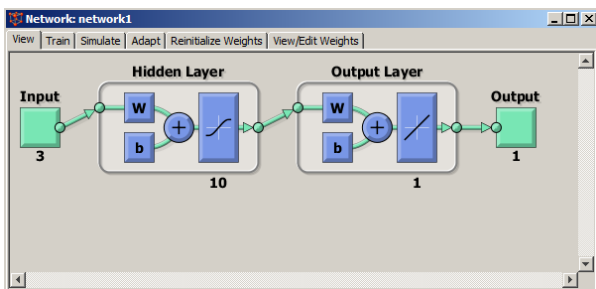 Network: network1
View Train Simulate Adapt Reinitialize Weights View/Edit Weights
Hidden Layer Output Layer
Input Output
W W
b b
3 1
10 1